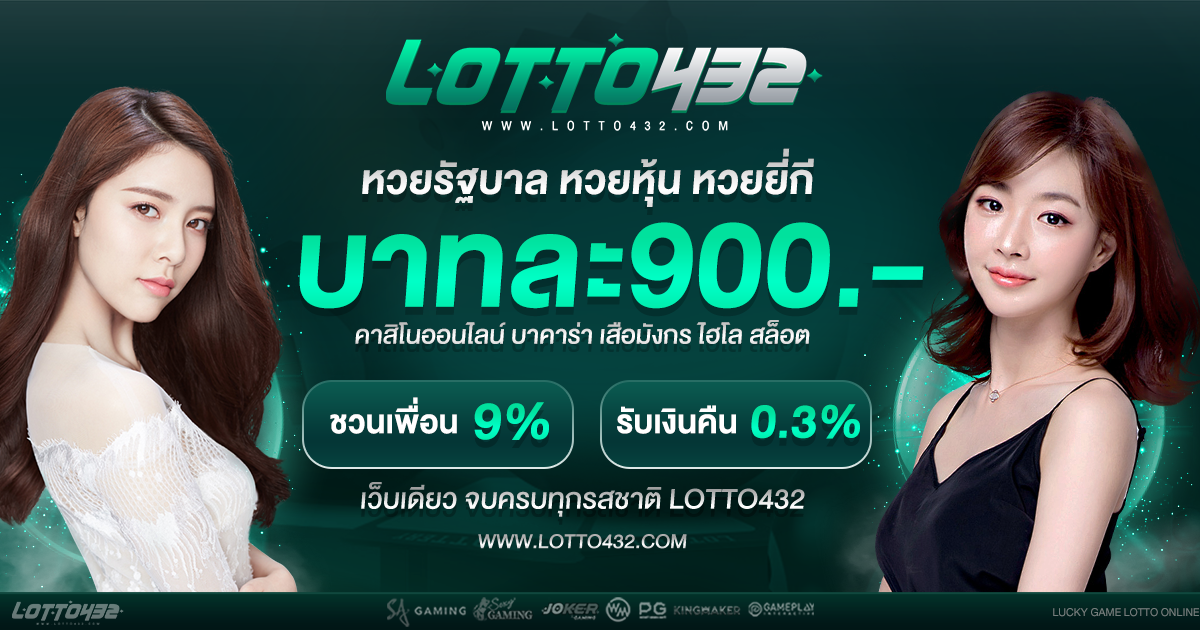 LOTTO432
WWW.LOTTO432.COM
หวยรัฐบาล หวยหุ้น หวยยี่กี
บาทละ900.-
คาสิโนออนไลน์ บาคาร่า เสือมังกร ไฮโล สล็อต
ชวนเพื่อน 9%
รับเงินคืน 0.3%
เว็บเดียว จบครบทุกรสชาติ LOTTO432
WWW.LOTTO432.COM
LOTTO432
WWW.LOTTO432.COM
SA GAMING Sexy GAMING JOKER GAMING WM PG KINGMAKER GAMEPLAY INTERACTIVE
LUCKY GAME LOTTO ONLINE